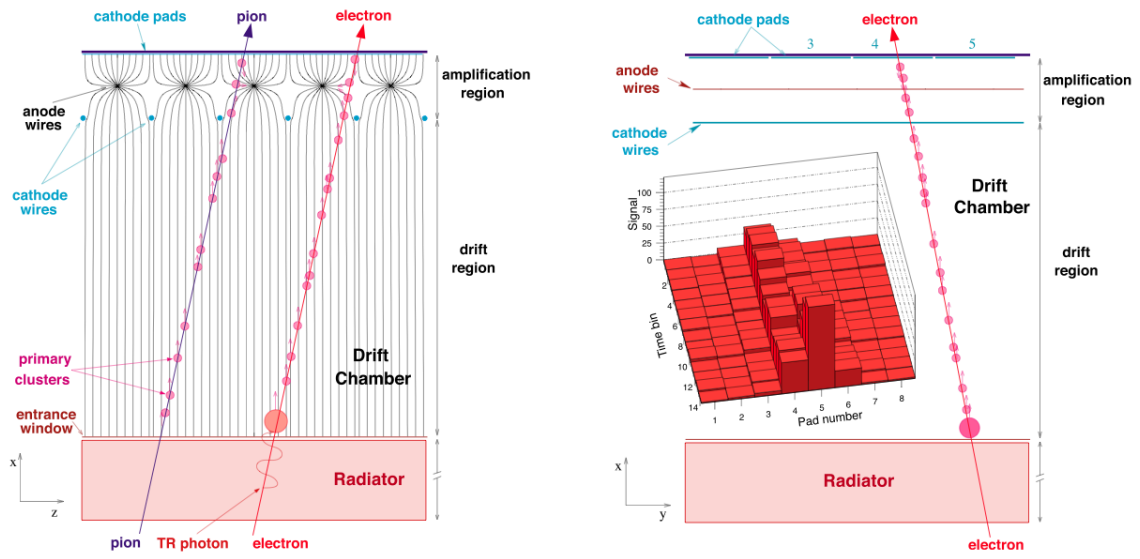 cathode pads
pion
electron
amplification
region
anode
wires
cathode
wires
drift
region
primary
clusters
Drift
Chamber
entrance
window
x
z
Radiator
pion
TR photon
electron
cathode pads
electron
3
4
5
anode
wires
amplification
region
cathode
wires
Drift
Chamber
drift
region
Signal
100
75
50
25
0
2
4
6
8
10
12
14
Time bin
1
2
3
4
5
6
7
8
Pad number
x
y
Radiator
electron